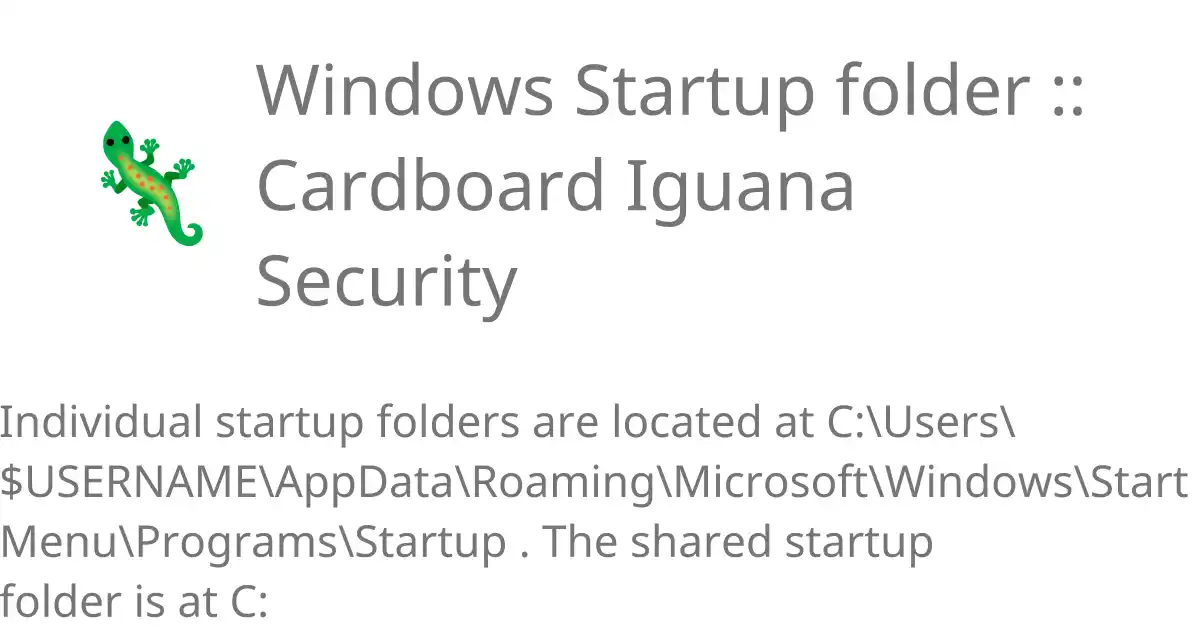 Windows Startup folder ::
Cardboard Iguana
Security
Individual startup folders are located at C:\Users\
$USERNAME\AppData\Roaming\Microsoft\Windows\Start
Menu\Programs\Startup . The shared startup
folder is at C: